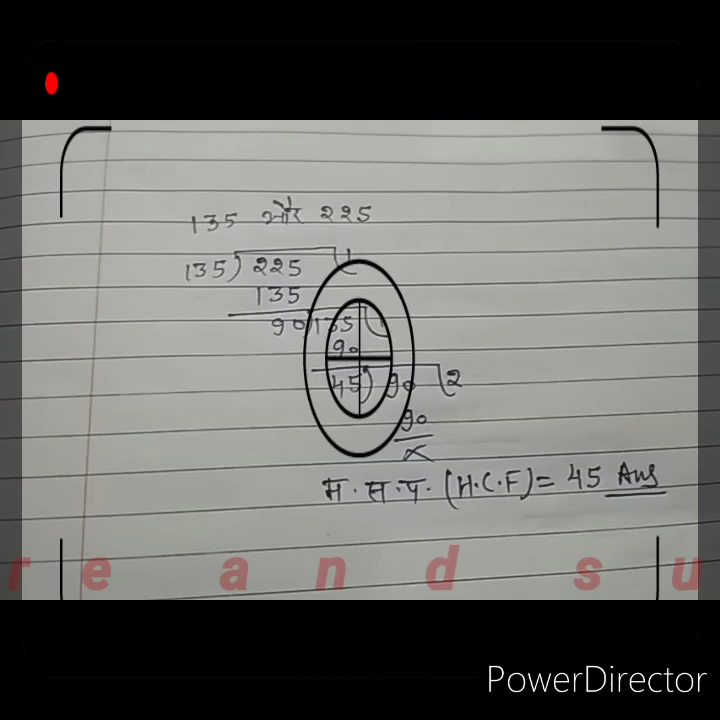 135 और 225
135) 225 (1
135
90) 135 (1
90
45) 90 (2
90
×
म.स.प. (H.C.F) = 45 Ans
r e a n d s u
PowerDirector